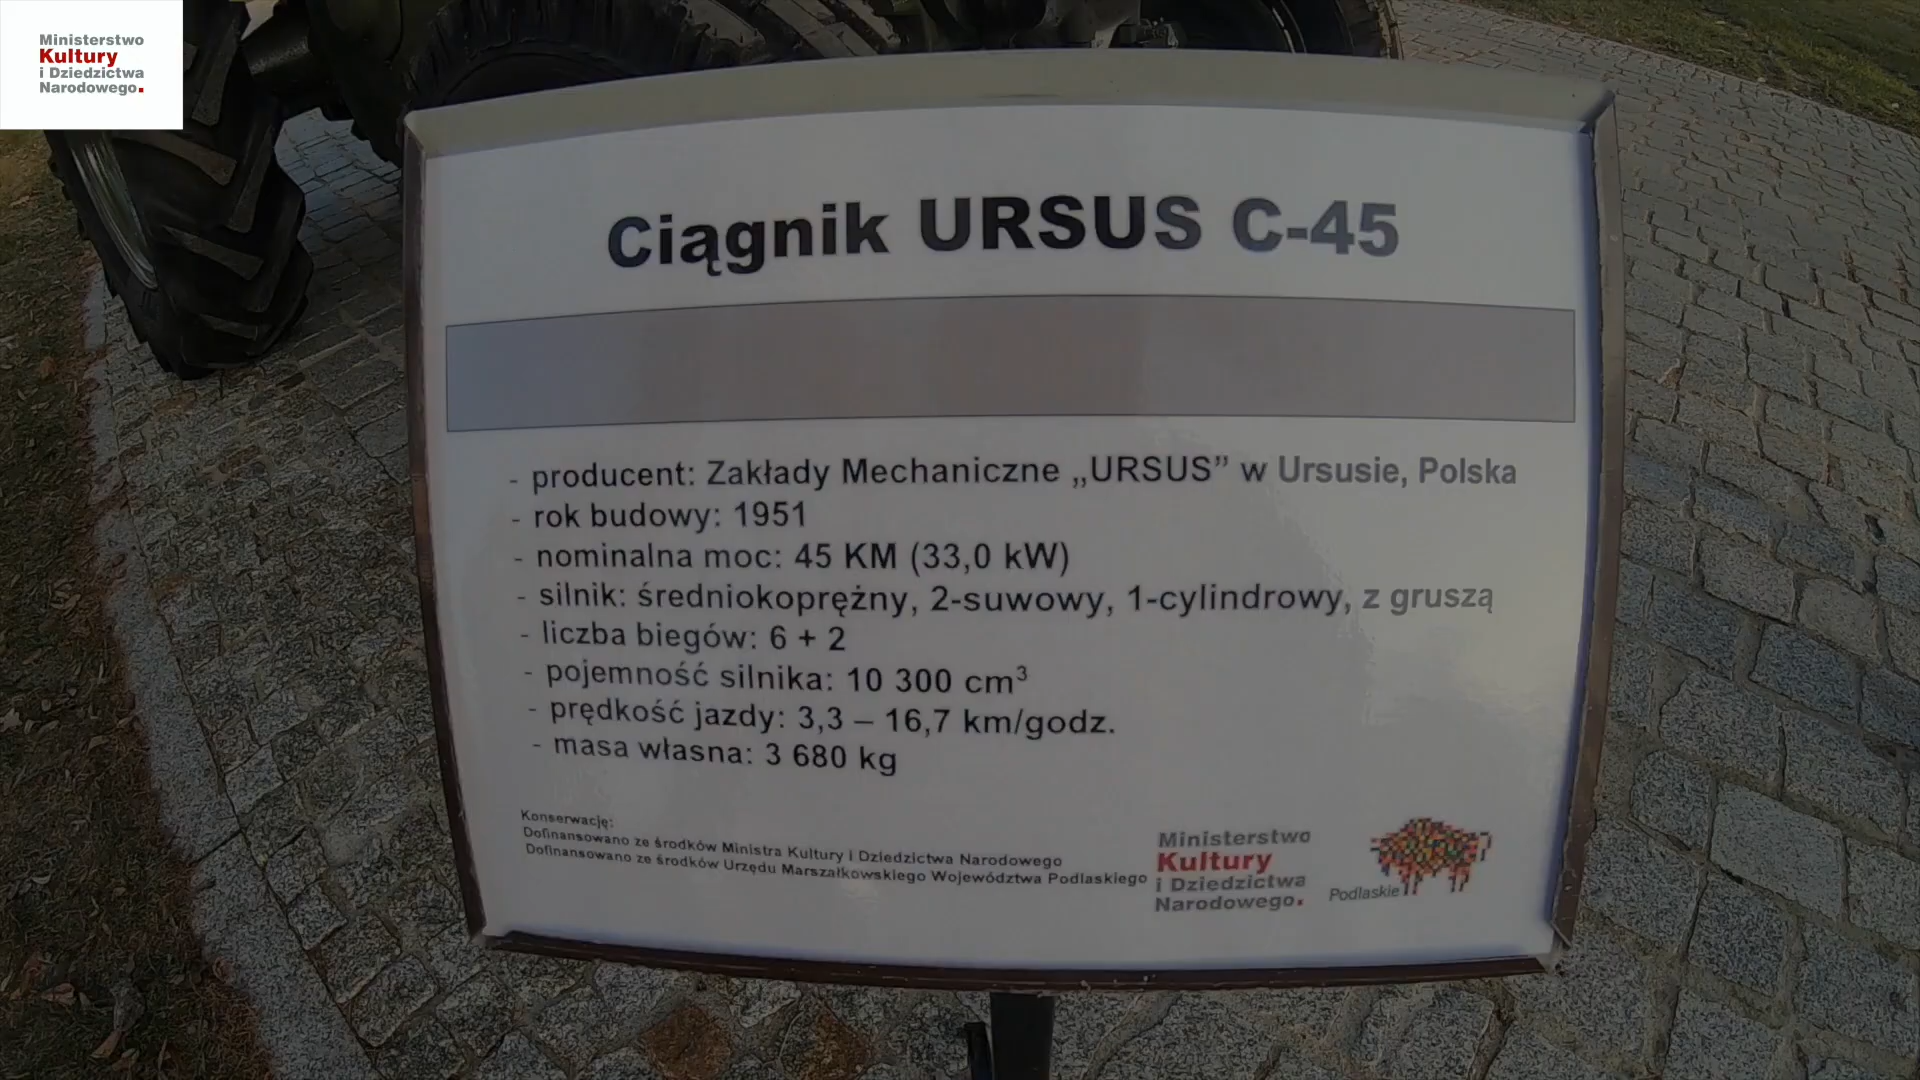 Ministerstwo
Kultury
i Dziedzictwa
Narodowego.
Ciągnik URSUS C-45
- producent: Zakłady Mechaniczne „URSUS” w Ursusie, Polska
- rok budowy: 1951
- nominalna moc: 45 KM (33,0 kW)
- silnik: średniokoprężny, 2-suwowy, 1-cylindrowy, z gruszą
- liczba biegów: 6 + 2
- pojemność silnika: 10 300 cm³
- prędkość jazdy: 3,3 – 16,7 km/godz.
- masa własna: 3 680 kg
Konserwację:
Dofinansowano ze środków Ministra Kultury i Dziedzictwa Narodowego
Dofinansowano ze środków Urzędu Marszałkowskiego Województwa Podlaskiego
Ministerstwo
Kultury
i Dziedzictwa
Narodowego.
Podlaskie